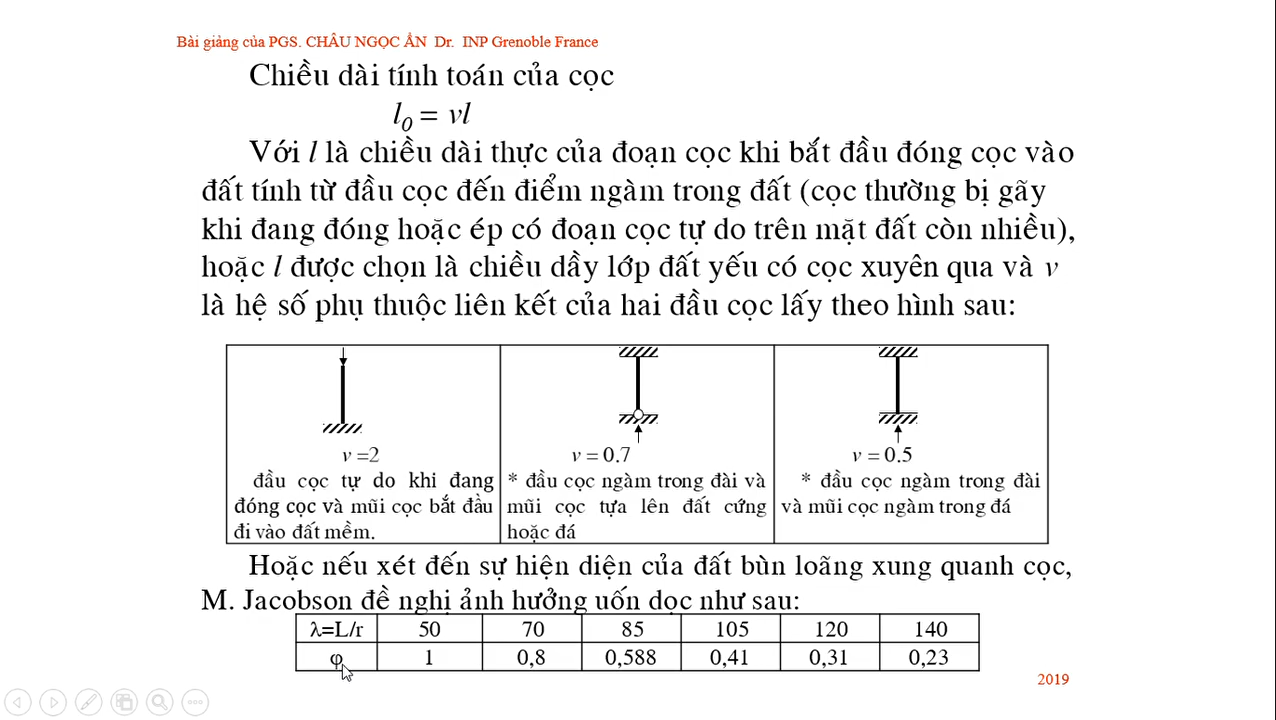 Bài giảng của PGS. CHÂU NGỌC ẨN Dr. INP Grenoble France
Chiều dài tính toán của cọc
l0 = vl
Với l là chiều dài thực của đoạn cọc khi bắt đầu đóng cọc vào
đất tính từ đầu cọc đến điểm ngàm trong đất (cọc thường bị gãy
khi đang đóng hoặc ép có đoạn cọc tự do trên mặt đất còn nhiều),
hoặc l được chọn là chiều dầy lớp đất yếu có cọc xuyên qua và v
là hệ số phụ thuộc liên kết của hai đầu cọc lấy theo hình sau:
v =2
đầu cọc tự do khi đang
đóng cọc và mũi cọc bắt đầu
đi vào đất mềm.
v = 0.7
* đầu cọc ngàm trong đài và
mũi cọc tựa lên đất cứng
hoặc đá
v = 0.5
* đầu cọc ngàm trong đài
và mũi cọc ngàm trong đá
Hoặc nếu xét đến sự hiện diện của đất bùn loãng xung quanh cọc,
M. Jacobson đề nghị ảnh hưởng uốn dọc như sau:
λ=L/r 50 70 85 105 120 140
φ 1 0,8 0,588 0,41 0,31 0,23
2019